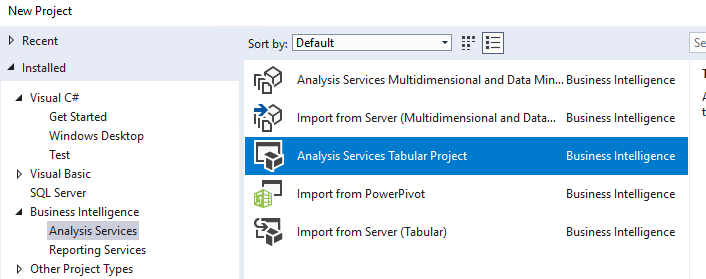 New Project
Recent
Installed
Visual C#
Get Started
Windows Desktop
Test
Visual Basic
SQL Server
Business Intelligence
Analysis Services
Reporting Services
Other Project Types
Sort by: Default
Se
Analysis Services Multidimensional and Data Min... Business Intelligence
Import from Server (Multidimensional and Data... Business Intelligence
Analysis Services Tabular Project Business Intelligence
Import from PowerPivot Business Intelligence
Import from Server (Tabular) Business Intelligence